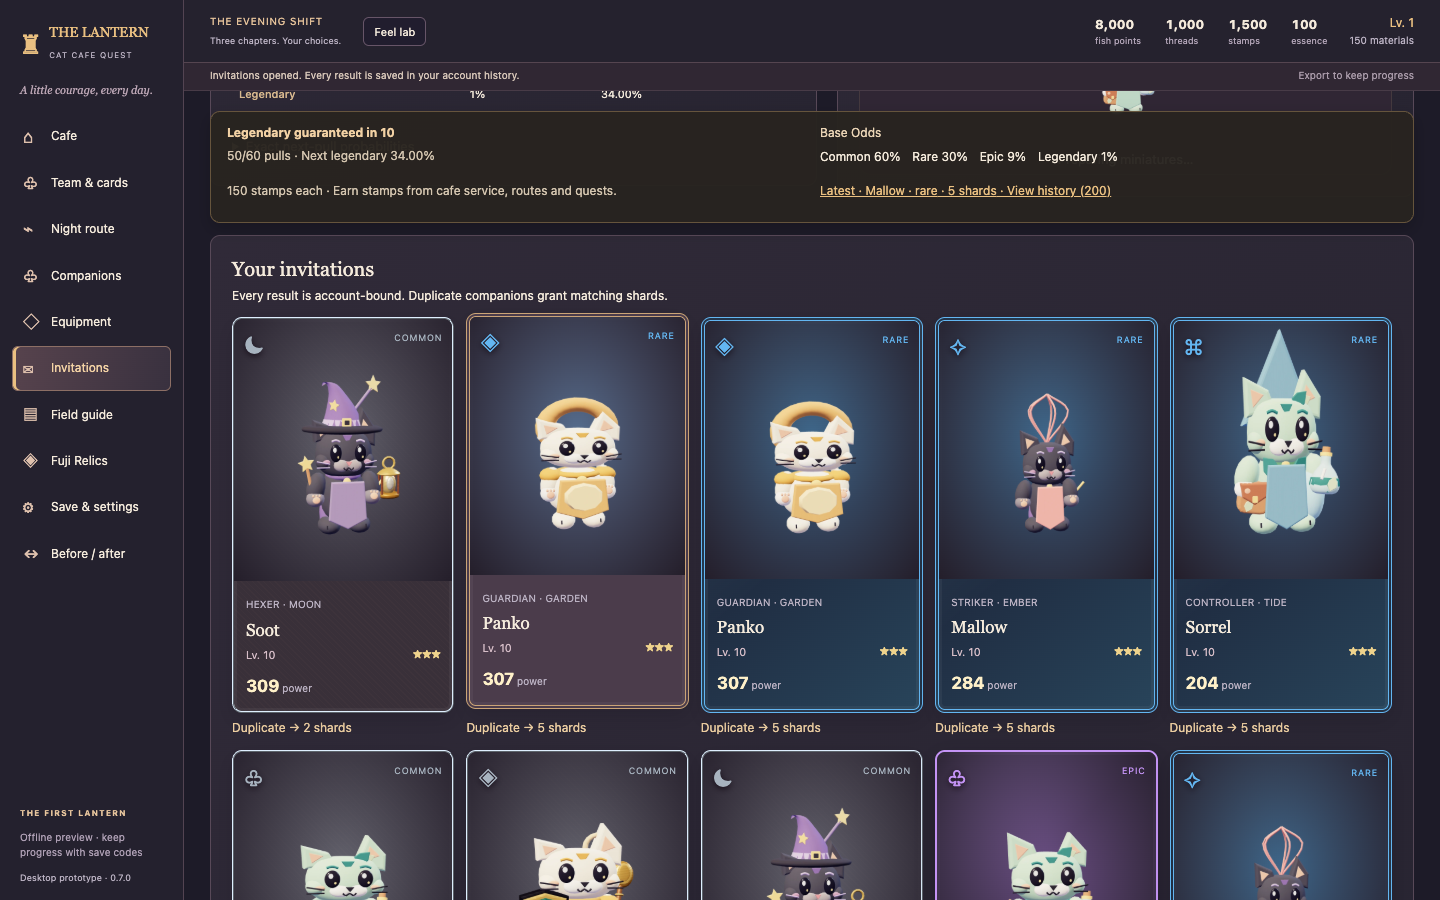 THE LANTERN
CAT CAFE QUEST
A little courage, every day.
Cafe
Team & cards
Night route
Companions
Equipment
Invitations
Field guide
Fuji Relics
Save & settings
Before / after
THE FIRST LANTERN
Offline preview · keep
progress with save codes
Desktop prototype · 0.7.0
THE EVENING SHIFT
Three chapters. Your choices.
Feel lab
8,000
fish points
1,000
threads
1,500
stamps
100
essence
Lv. 1
150 materials
Invitations opened. Every result is saved in your account history.
Export to keep progress
Legendary 1% 34.00%
Legendary guaranteed in 10
50/60 pulls · Next legendary 34.00%
150 stamps each · Earn stamps from cafe service, routes and quests.
Base Odds
Common 60% Rare 30% Epic 9% Legendary 1%
miniatures...
Latest · Mallow · rare · 5 shards · View history (200)
Your invitations
Every result is account-bound. Duplicate companions grant matching shards.
COMMON
HEXER · MOON
Soot
Lv. 10 ★★★
309 power
Duplicate → 2 shards
RARE
GUARDIAN · GARDEN
Panko
Lv. 10 ★★★
307 power
Duplicate → 5 shards
RARE
GUARDIAN · GARDEN
Panko
Lv. 10 ★★★
307 power
Duplicate → 5 shards
RARE
STRIKER · EMBER
Mallow
Lv. 10 ★★★
284 power
Duplicate → 5 shards
RARE
CONTROLLER · TIDE
Sorrel
Lv. 10 ★★★
204 power
Duplicate → 5 shards
COMMON
COMMON
COMMON
EPIC
RARE